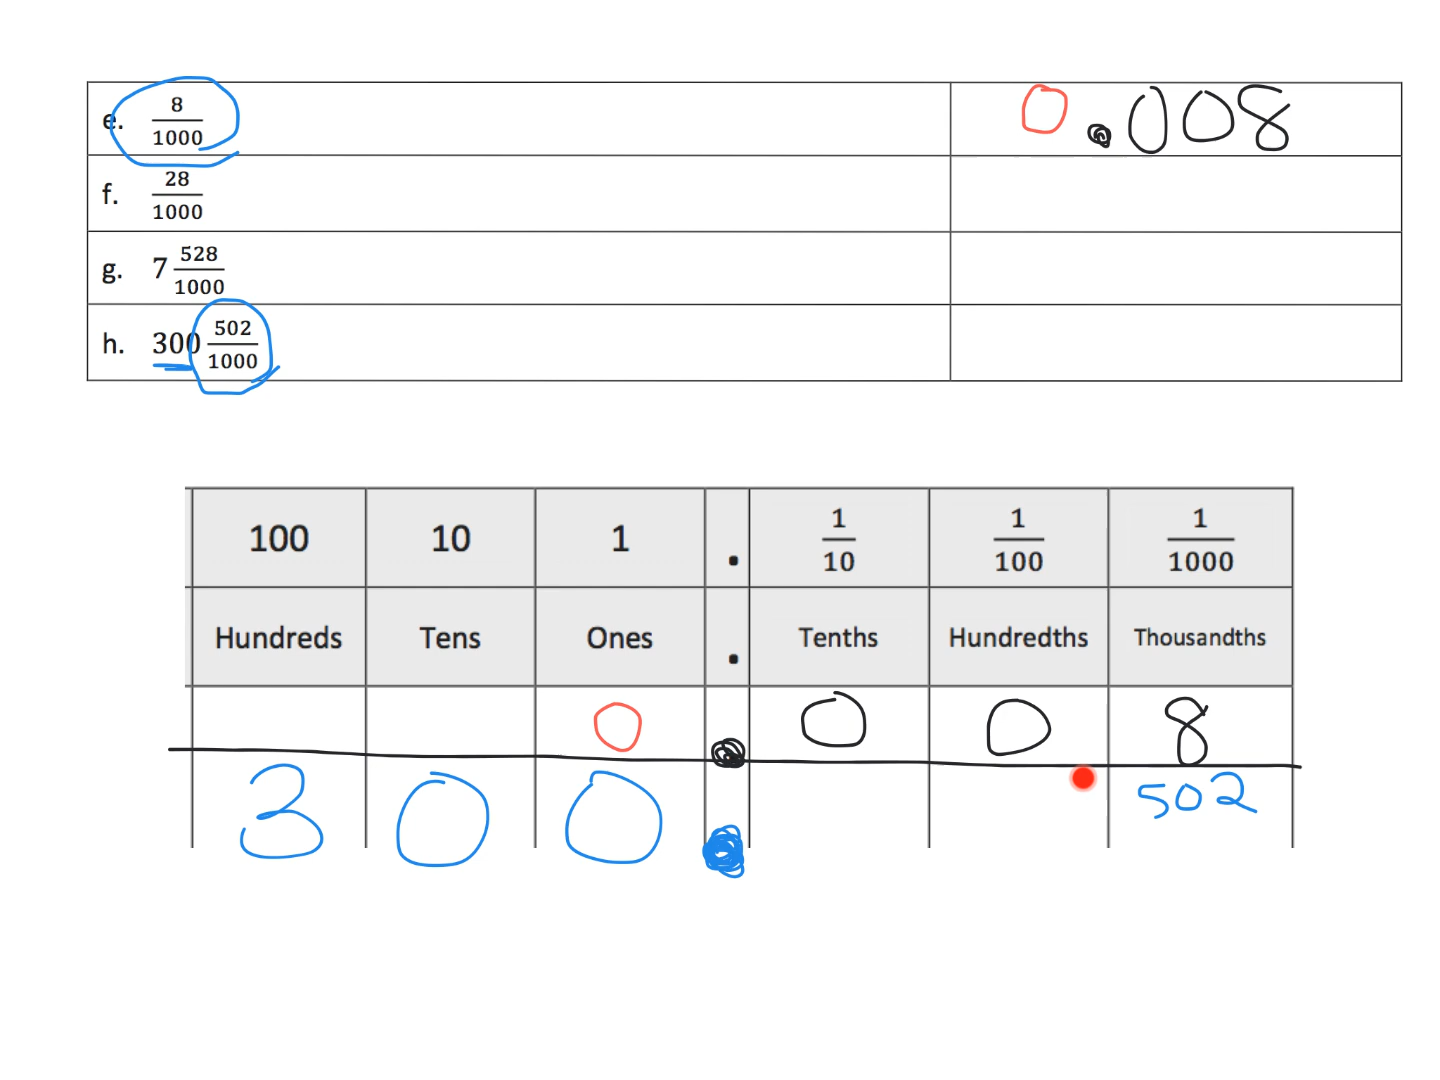 e. 8/1000 0.008
f. 28/1000
g. 7 528/1000
h. 300 502/1000
100 10 1 . 1/10 1/100 1/1000
Hundreds Tens Ones . Tenths Hundredths Thousandths
0 . 0 0 8
3 0 0 . 502